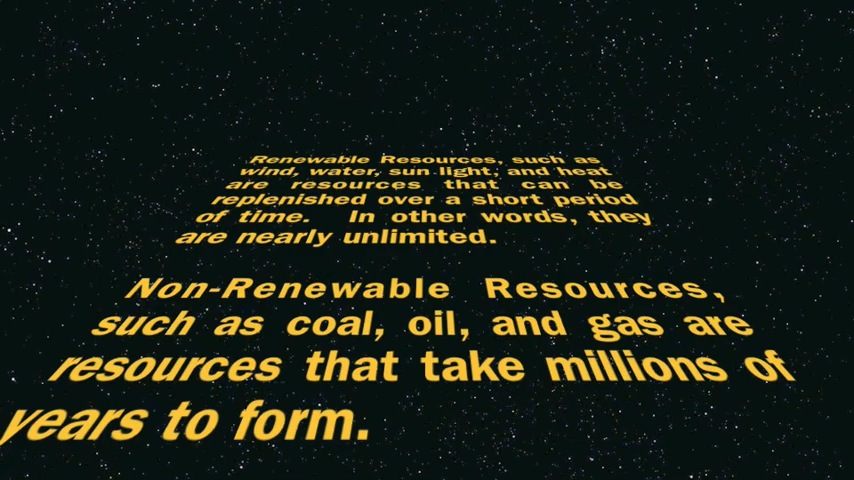 Renewable Resources, such as
wind, water, sun light, and heat
are resources that can be
replenished over a short period
of time. In other words, they
are nearly unlimited.
Non-Renewable Resources,
such as coal, oil, and gas are
resources that take millions of
years to form.